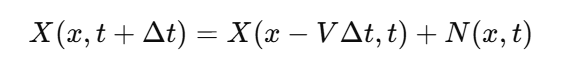 X(x, t + Δt) = X(x − VΔt, t) + N(x, t)